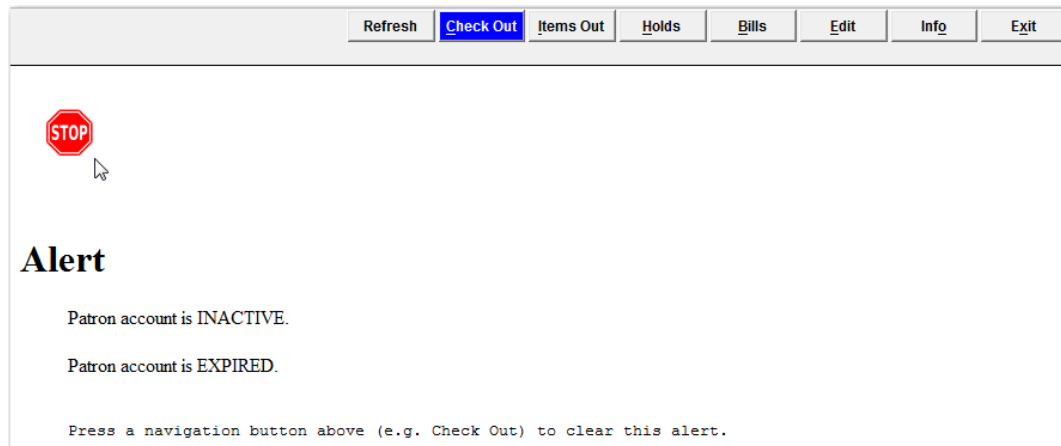 Refresh Check Out Items Out Holds Bills Edit Info Exit
STOP
Alert
Patron account is INACTIVE.
Patron account is EXPIRED.
Press a navigation button above (e.g. Check Out) to clear this alert.